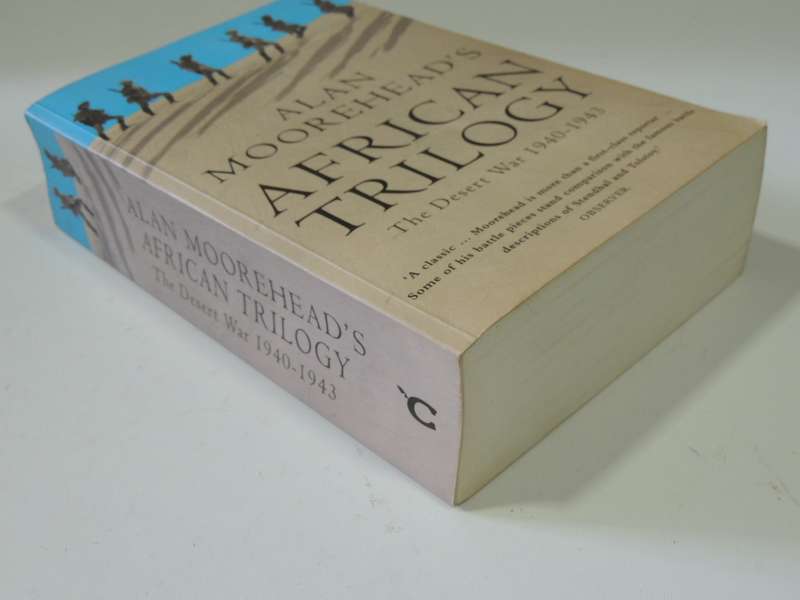 ALAN
MOOREHEAD'S
AFRICAN
TRILOGY
The Desert War 1940-1943
'A classic ... Moorehead is more than a first-class reporter ...
Some of his battle pieces stand comparison with the famous battle
descriptions of Stendhal and Tolstoy'
OBSERVER
ALAN MOOREHEAD'S
AFRICAN TRILOGY
The Desert War 1940-1943
C